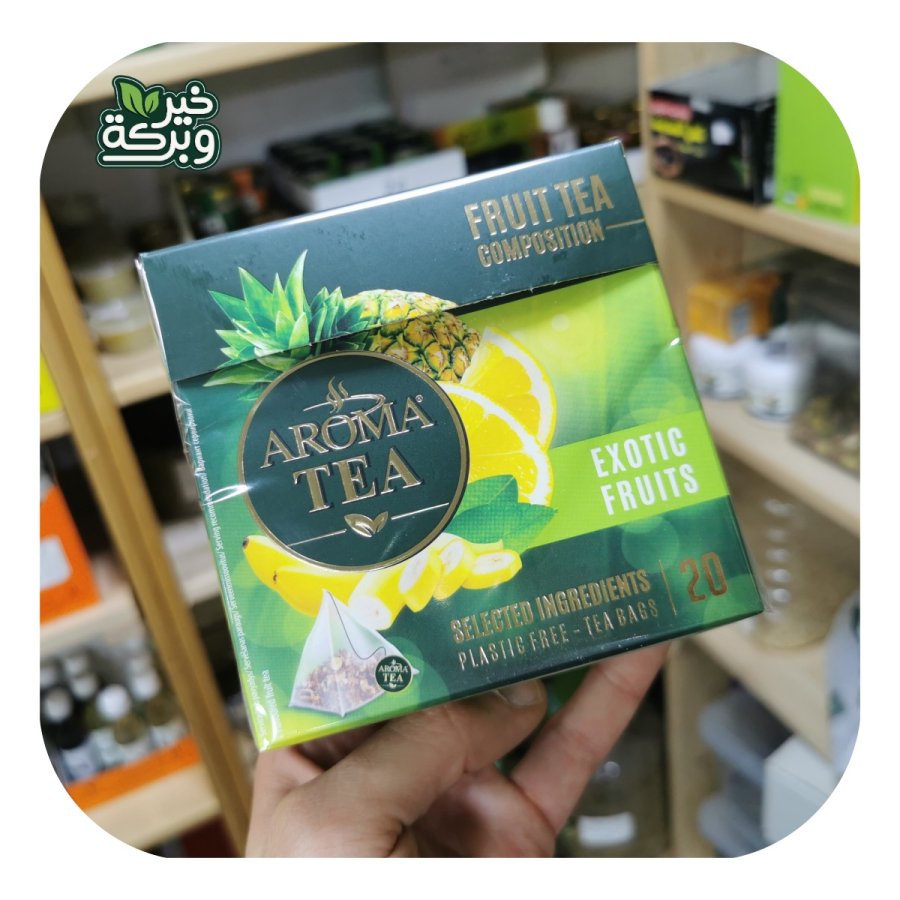 خير
وبركة
FRUIT TEA
COMPOSITION
AROMA®
TEA
EXOTIC
FRUITS
SELECTED INGREDIENTS
PLASTIC FREE - TEA BAGS
20
AROMA
TEA